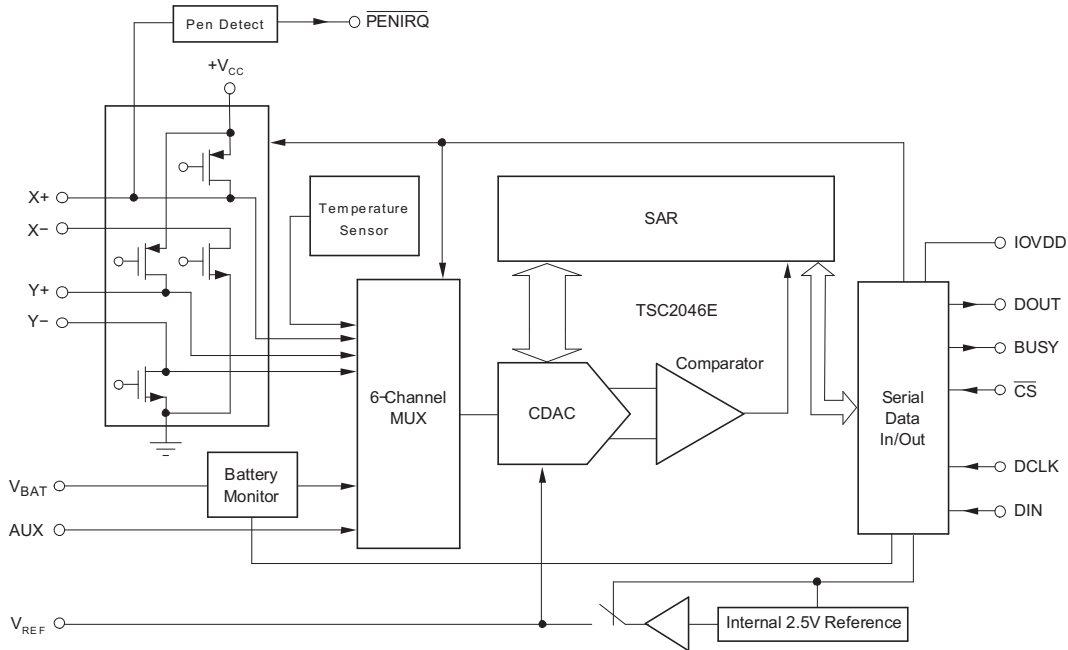 Pen Detect
PENIRQ
+VCC
X+
X−
Y+
Y−
Temperature
Sensor
SAR
TSC2046E
IOVDD
DOUT
BUSY
CS
DCLK
DIN
Serial
Data
In/Out
Comparator
CDAC
6−Channel
MUX
Battery
Monitor
VBAT
AUX
VREF
Internal 2.5V Reference